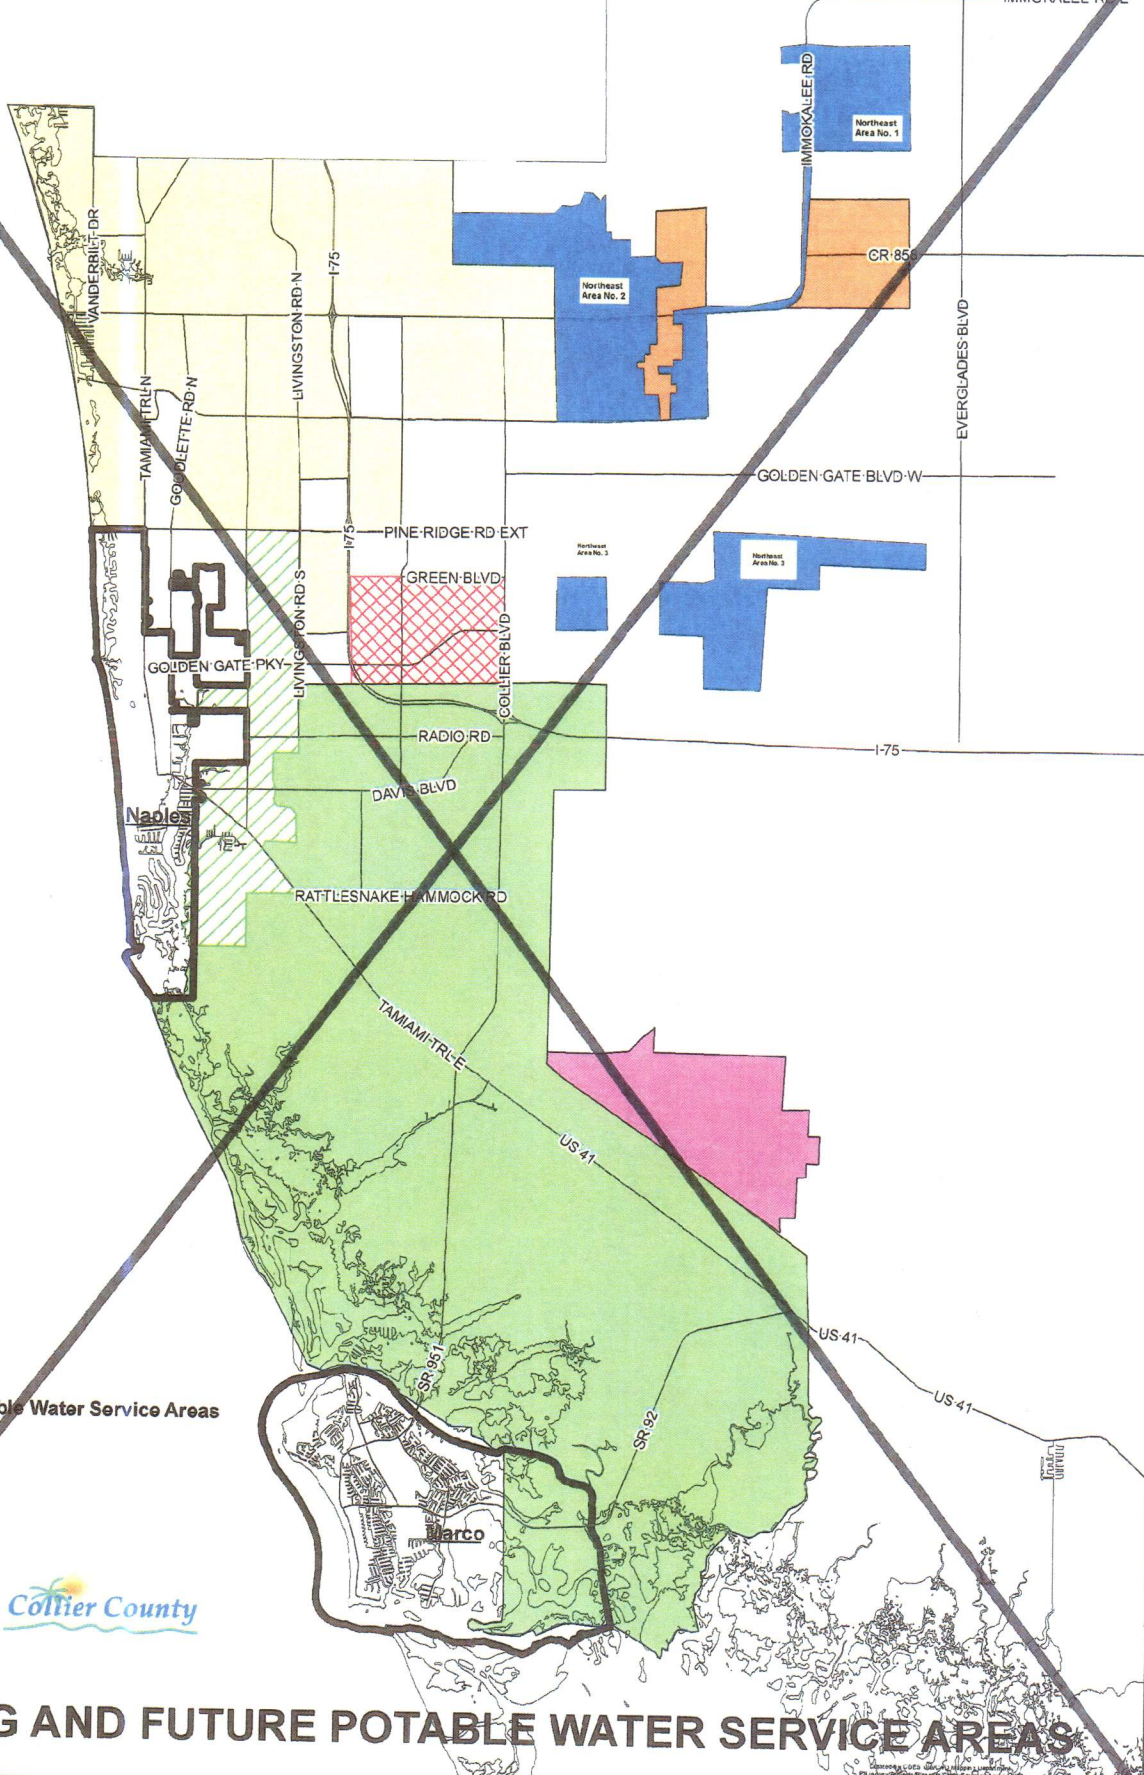 IMMOKALEE RD E
IMMOKALEE RD
Northeast
Area No. 1
VANDERBILT DR
I-75
LIVINGSTON RD N
Northeast
Area No. 2
CR 858
EVERGLADES BLVD
TAMIAMI TRL N
GOODLETTE RD N
GOLDEN GATE BLVD W
I-75
PINE RIDGE RD EXT
Northeast
Area No. 3
Northeast
Area No. 3
GREEN BLVD
LIVINGSTON RD S
COLLIER BLVD
GOLDEN GATE PKY
RADIO RD
I-75
DAVIS BLVD
Naples
RATTLESNAKE HAMMOCK RD
TAMIAMI TRL E
US 41
US 41
SR 951
US 41
ble Water Service Areas
SR 92
Marco
Collier County
G AND FUTURE POTABLE WATER SERVICE AREAS